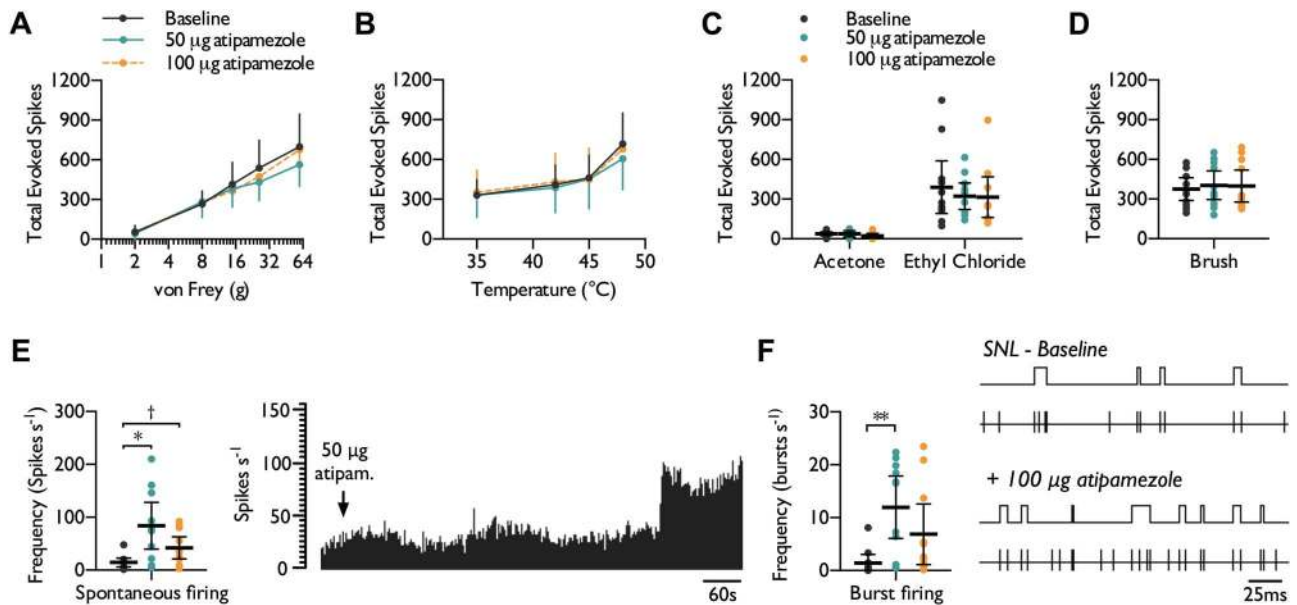 A
Baseline
50 µg atipamezole
100 µg atipamezole
Total Evoked Spikes
1200
900
600
300
0
1 2 4 8 16 32 64
von Frey (g)
B
Total Evoked Spikes
1200
900
600
300
0
35 40 45 50
Temperature (°C)
C
Baseline
50 µg atipamezole
100 µg atipamezole
Total Evoked Spikes
1200
900
600
300
0
Acetone Ethyl Chloride
D
Total Evoked Spikes
1200
900
600
300
0
Brush
E
Frequency (Spikes s⁻¹)
300
200
100
0
†
*
Spontaneous firing
Spikes s⁻¹
150
100
50
0
50 µg
atipam.
60s
F
Frequency (bursts s⁻¹)
30
20
10
0
**
Burst firing
SNL - Baseline
+ 100 µg atipamezole
25ms